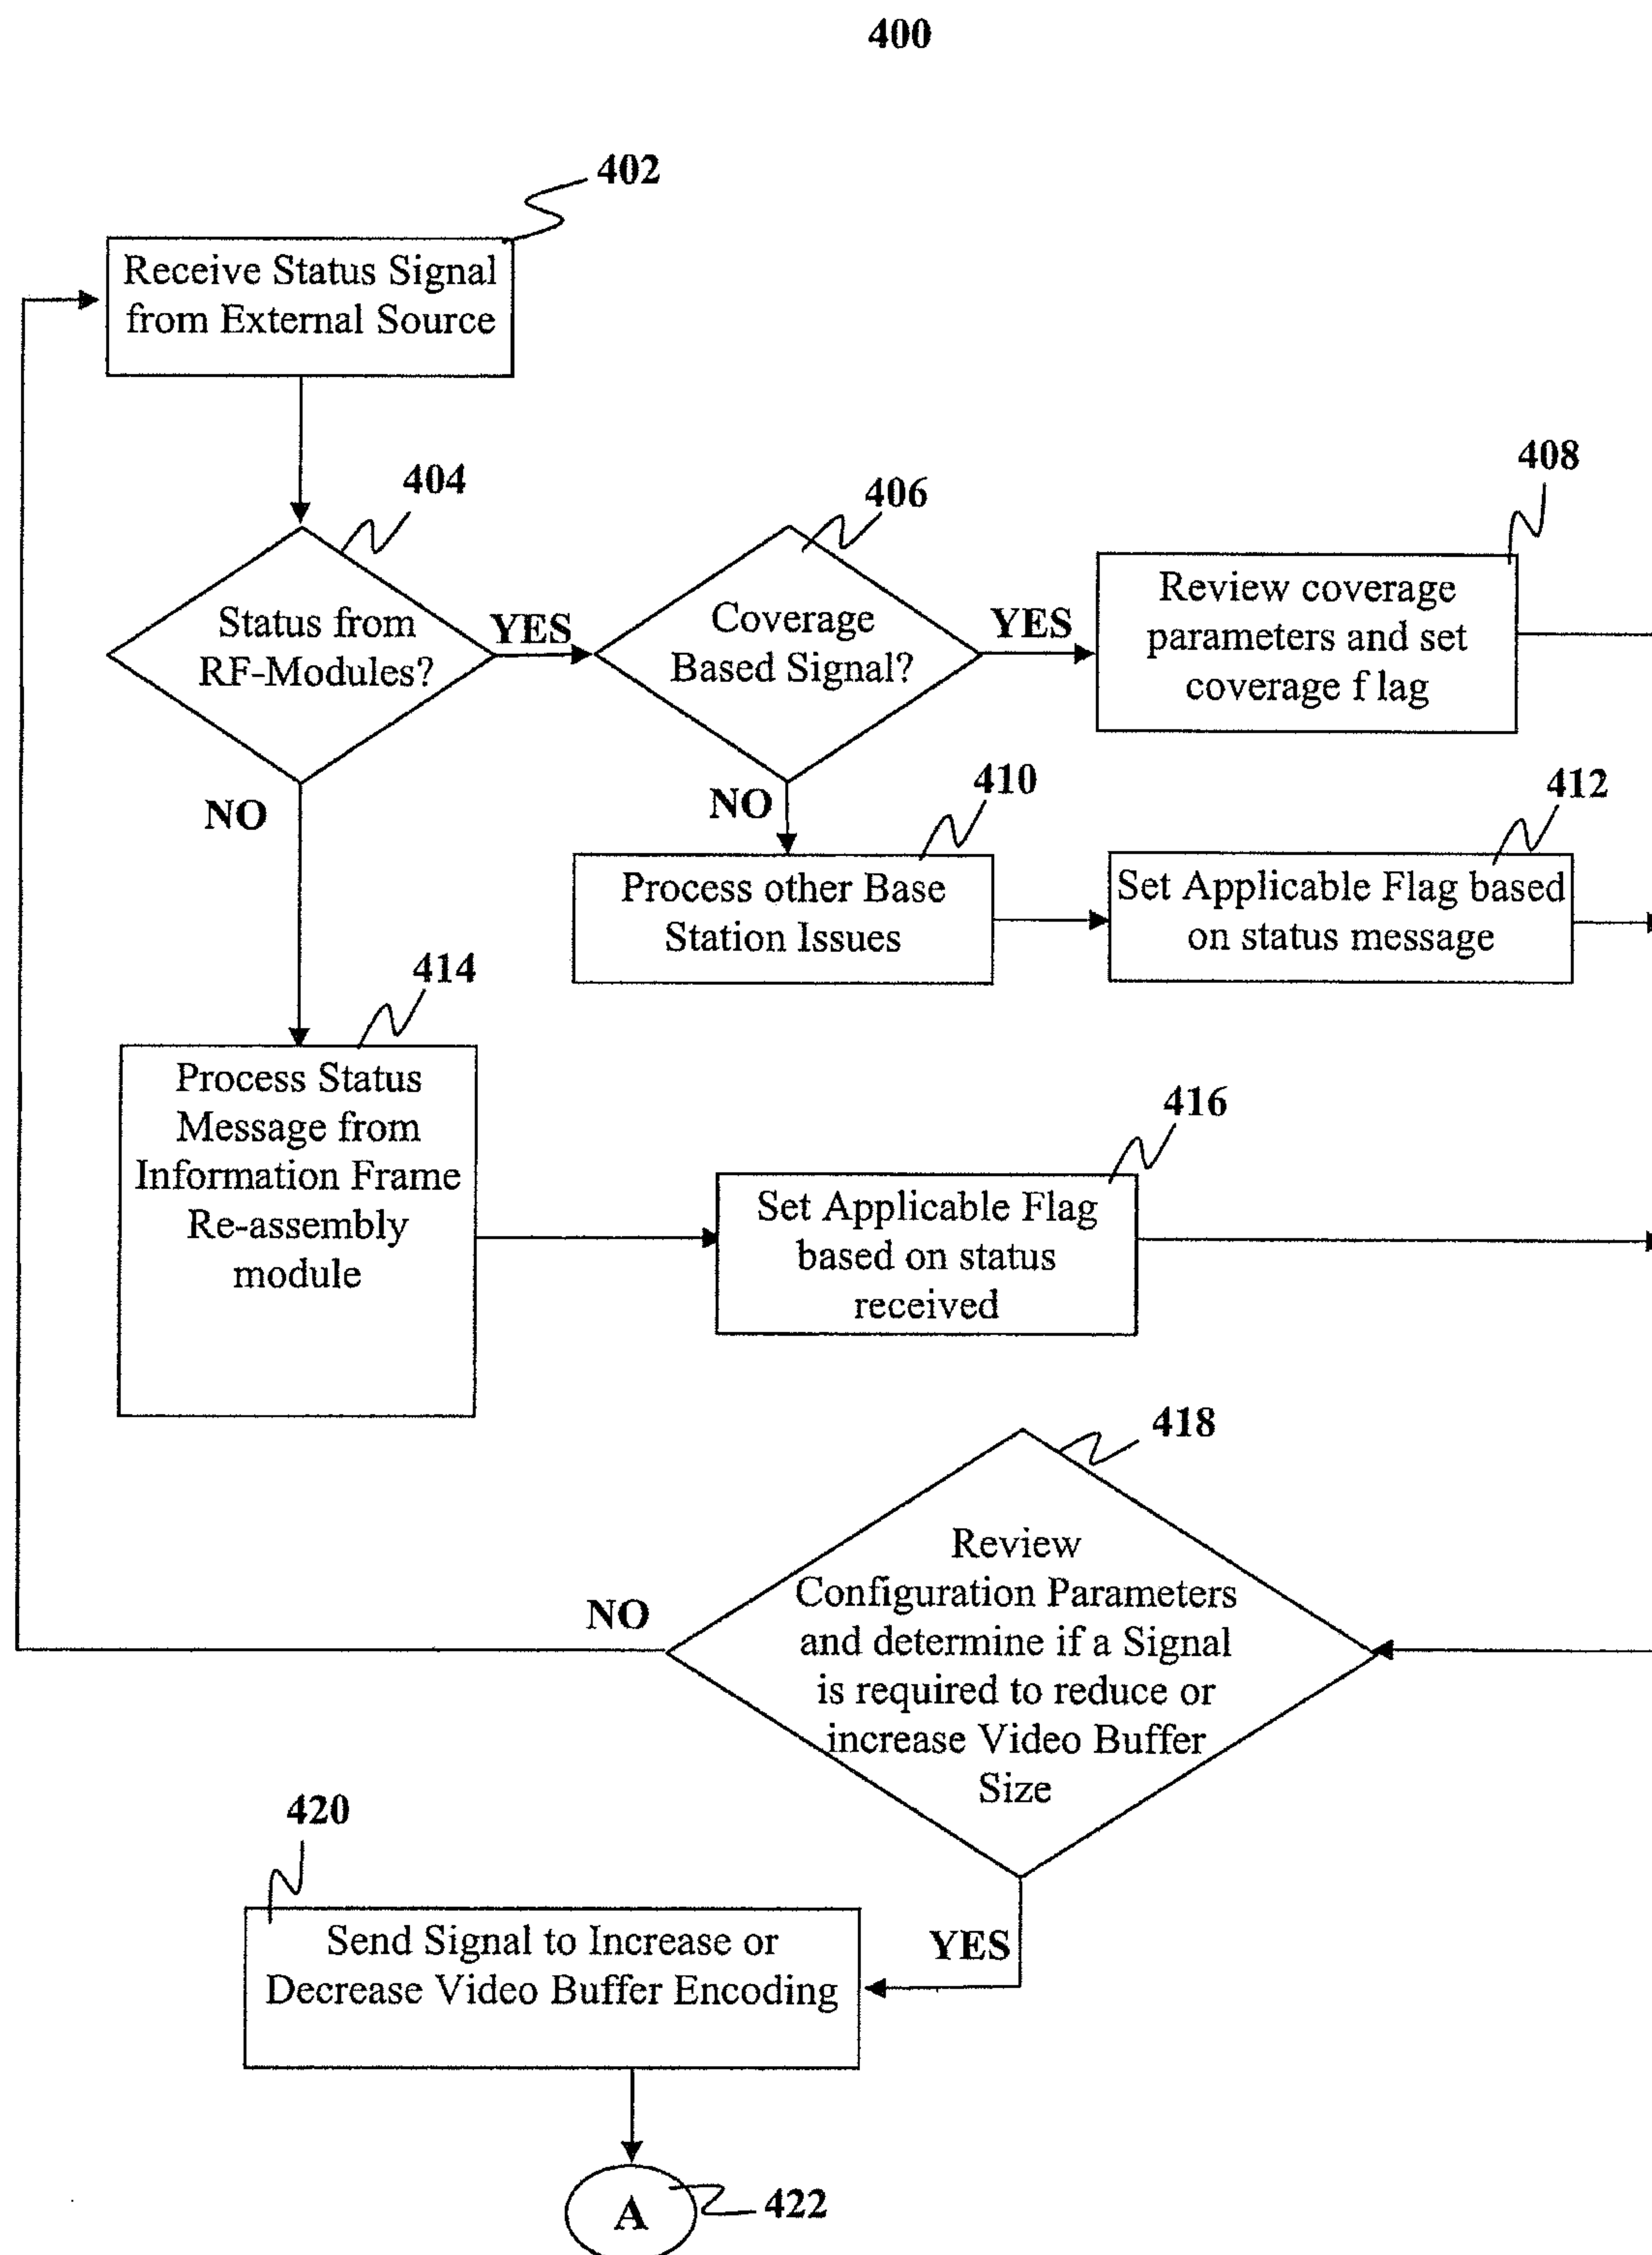 400
402
Receive Status Signal
from External Source
404
Status from
RF-Modules?
YES
NO
406
Coverage
Based Signal?
YES
NO
408
Review coverage
parameters and set
coverage f lag
410
Process other Base
Station Issues
412
Set Applicable Flag based
on status message
414
Process Status
Message from
Information Frame
Re-assembly
module
416
Set Applicable Flag
based on status
received
418
Review
Configuration Parameters
and determine if a Signal
is required to reduce or
increase Video Buffer
Size
NO
YES
420
Send Signal to Increase or
Decrease Video Buffer Encoding
A
422